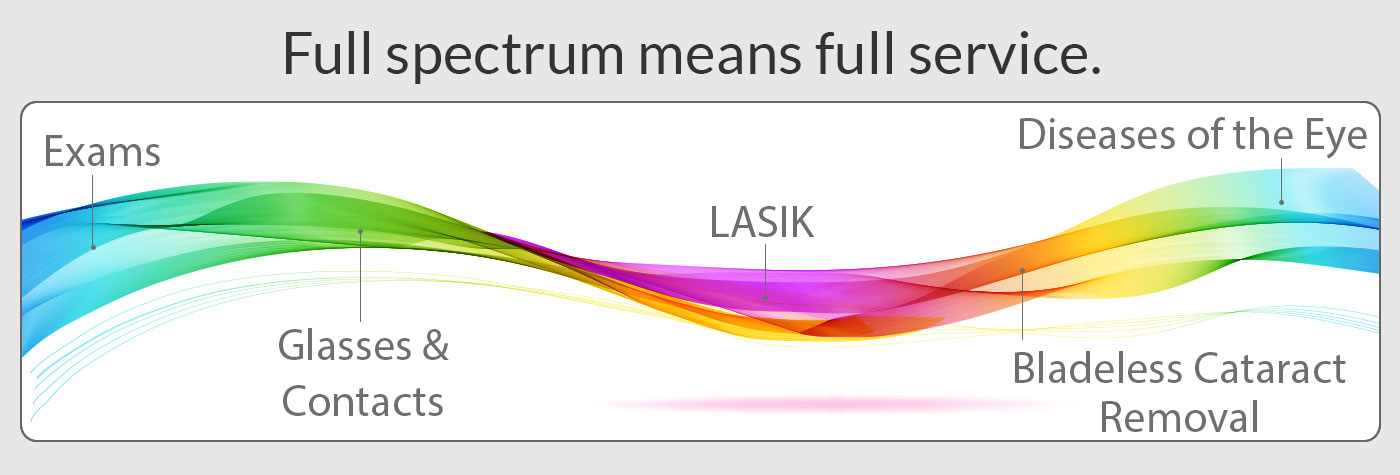 Full spectrum means full service.
Exams
Glasses &
Contacts
LASIK
Bladeless Cataract
Removal
Diseases of the Eye